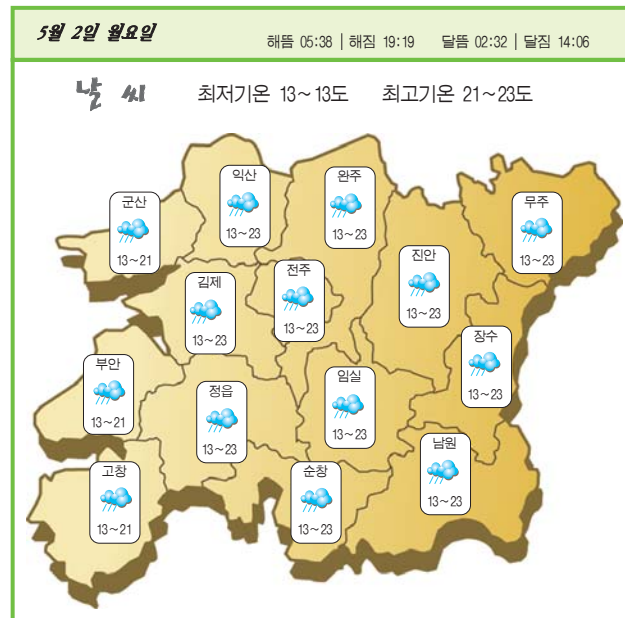 5월 2일 월요일
해뜸 05:38 | 해짐 19:19 달뜸 02:32 | 달짐 14:06
날 씨 최저기온 13~13도 최고기온 21~23도
익산
13~23
완주
13~23
군산
13~21
무주
13~23
진안
13~23
전주
13~23
김제
13~23
장수
13~23
부안
13~21
임실
13~23
정읍
13~23
남원
13~23
고창
13~21
순창
13~23